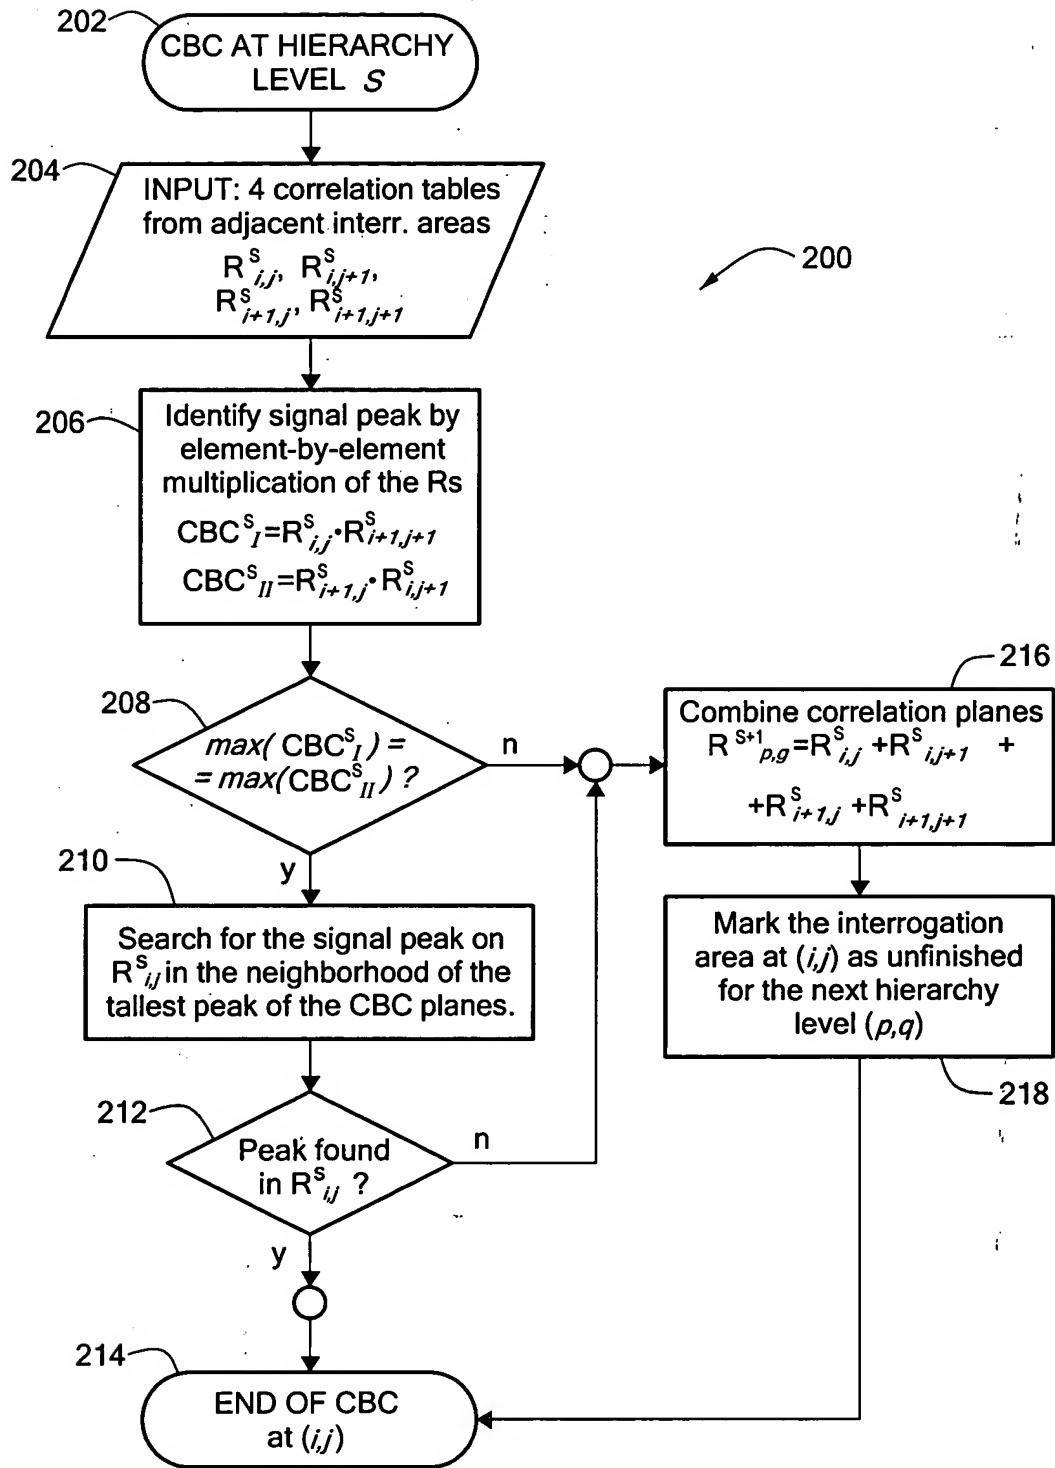 202
CBC AT HIERARCHY
LEVEL S
204
INPUT: 4 correlation tables
from adjacent interr. areas
R^S_{i,j}, R^S_{i,j+1},
R^S_{i+1,j}, R^S_{i+1,j+1}
200
206
Identify signal peak by
element-by-element
multiplication of the Rs
CBC^S_I=R^S_{i,j}·R^S_{i+1,j+1}
CBC^S_{II}=R^S_{i+1,j}·R^S_{i,j+1}
208
max( CBC^S_I) =
= max(CBC^S_{II}) ?
n
y
216
Combine correlation planes
R^{S+1}_{p,g}=R^S_{i,j} +R^S_{i,j+1} +
+R^S_{i+1,j} +R^S_{i+1,j+1}
210
Search for the signal peak on
R^S_{i,j} in the neighborhood of the
tallest peak of the CBC planes.
Mark the interrogation
area at (i,j) as unfinished
for the next hierarchy
level (p,q)
218
212
Peak found
in R^S_{i,j} ?
n
y
214
END OF CBC
at (i,j)